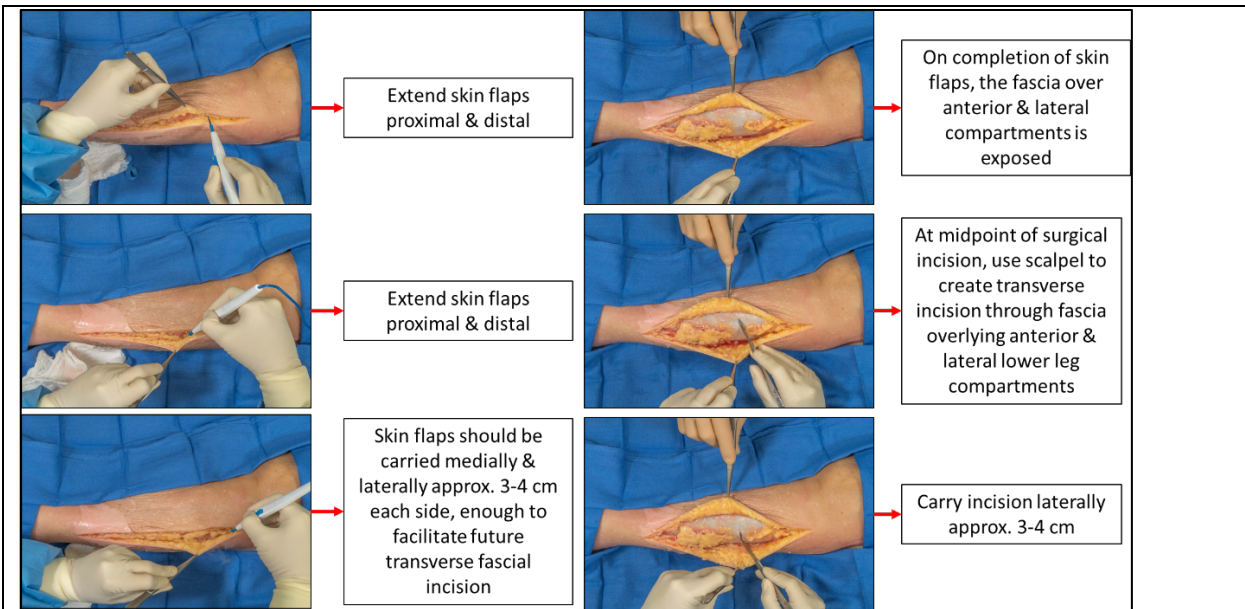 Extend skin flaps
proximal & distal
Extend skin flaps
proximal & distal
Skin flaps should be
carried medially &
laterally approx. 3-4 cm
each side, enough to
facilitate future
transverse fascial
incision
On completion of skin
flaps, the fascia over
anterior & lateral
compartments is
exposed
At midpoint of surgical
incision, use scalpel to
create transverse
incision through fascia
overlying anterior &
lateral lower leg
compartments
Carry incision laterally
approx. 3-4 cm